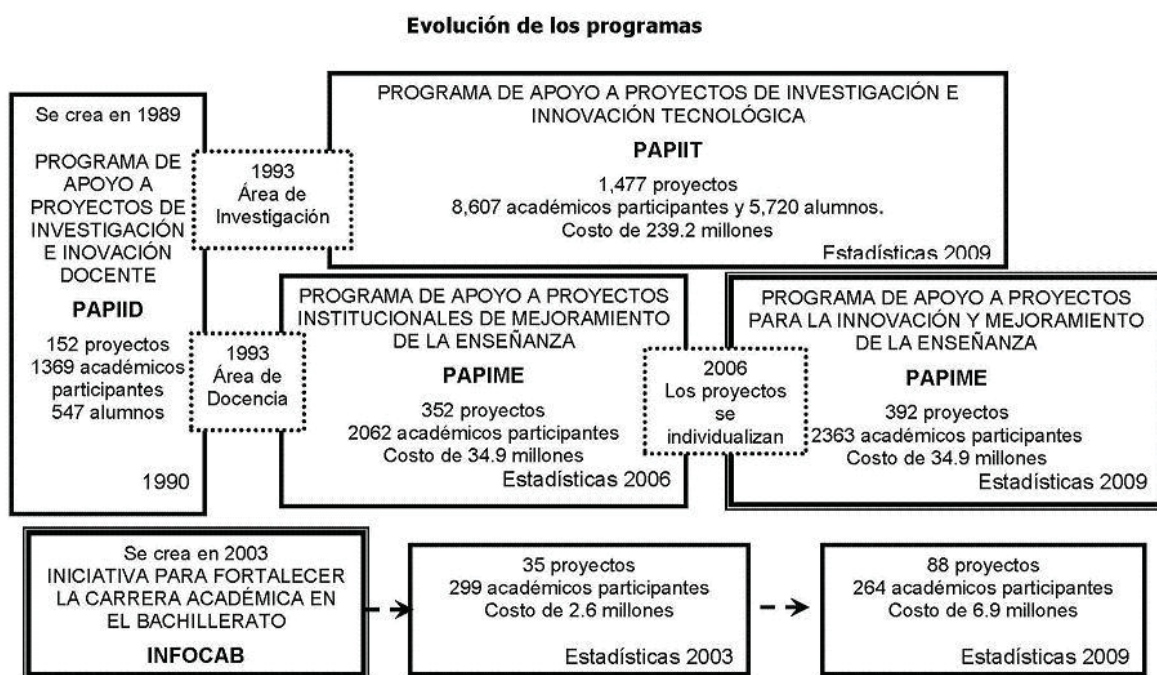 Evolución de los programas
Se crea en 1989
PROGRAMA DE
APOYO A
PROYECTOS DE
INVESTIGACIÓN
E INOVACIÓN
DOCENTE
PAPIID
152 proyectos
1369 académicos
participantes
547 alumnos
1990
1993
Área de
Investigación
PROGRAMA DE APOYO A PROYECTOS DE INVESTIGACIÓN E
INNOVACIÓN TECNOLÓGICA
PAPIIT
1,477 proyectos
8,607 académicos participantes y 5,720 alumnos.
Costo de 239.2 millones
Estadísticas 2009
1993
Área de
Docencia
PROGRAMA DE APOYO A PROYECTOS
INSTITUCIONALES DE MEJORAMIENTO
DE LA ENSEÑANZA
PAPIME
352 proyectos
2062 académicos participantes
Costo de 34.9 millones
Estadísticas 2006
2006
Los proyectos
se
individualizan
PROGRAMA DE APOYO A PROYECTOS
PARA LA INNOVACIÓN Y MEJORAMIENTO
DE LA ENSEÑANZA
PAPIME
392 proyectos
2363 académicos participantes
Costo de 34.9 millones
Estadísticas 2009
Se crea en 2003
INICIATIVA PARA FORTALECER
LA CARRERA ACADÉMICA EN
EL BACHILLERATO
INFOCAB
35 proyectos
299 académicos participantes
Costo de 2.6 millones
Estadísticas 2003
88 proyectos
264 académicos participantes
Costo de 6.9 millones
Estadísticas 2009